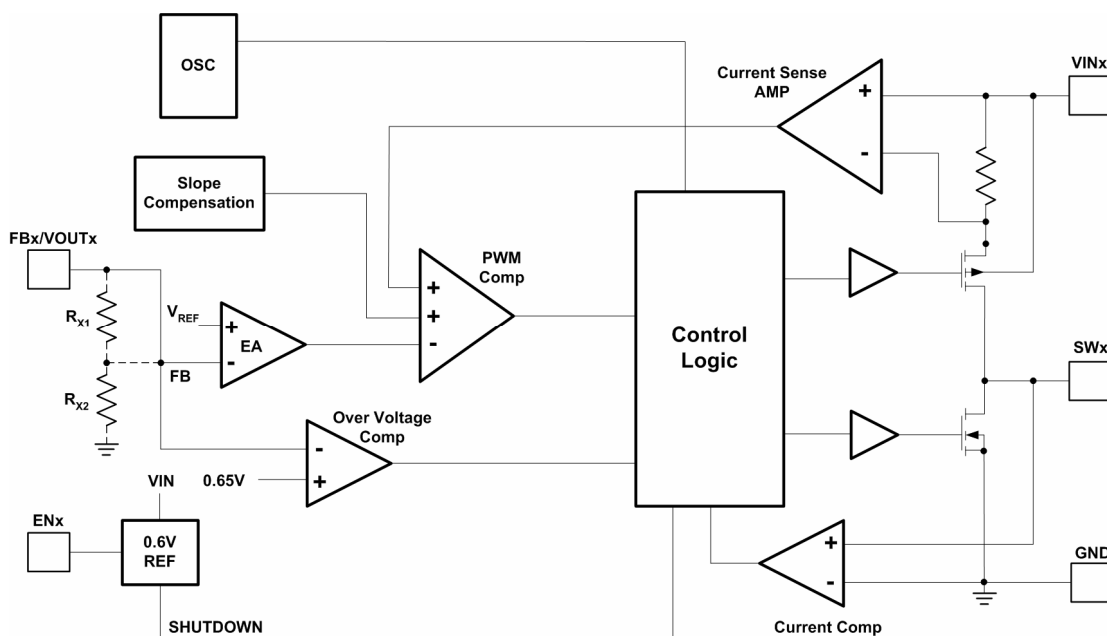 OSC
Current Sense
AMP
VINx
+
-
Slope
Compensation
FBx/VOUTx
PWM
Comp
+
+
-
RX1
VREF
+
EA
-
FB
RX2
Control
Logic
SWx
Over Voltage
Comp
-
+
0.65V
VIN
ENx
0.6V
REF
+
-
GND
SHUTDOWN
Current Comp